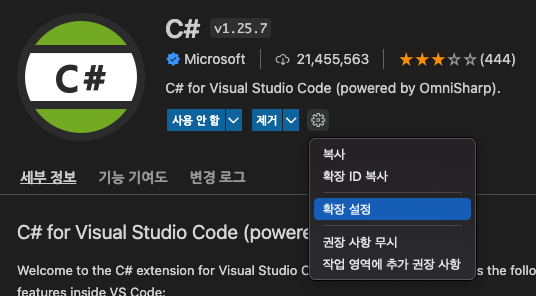 C#
C# v1.25.7
Microsoft 21,455,563 (444)
C# for Visual Studio Code (powered by OmniSharp).
사용 안 함 제거
복사
확장 ID 복사
세부 정보 기능 기여도 변경 로그
확장 설정
C# for Visual Studio Code (powere
권장 사항 무시
작업 영역에 추가 권장 사항
Welcome to the C# extension for Visual Studio C s the follo
features inside VS Code: